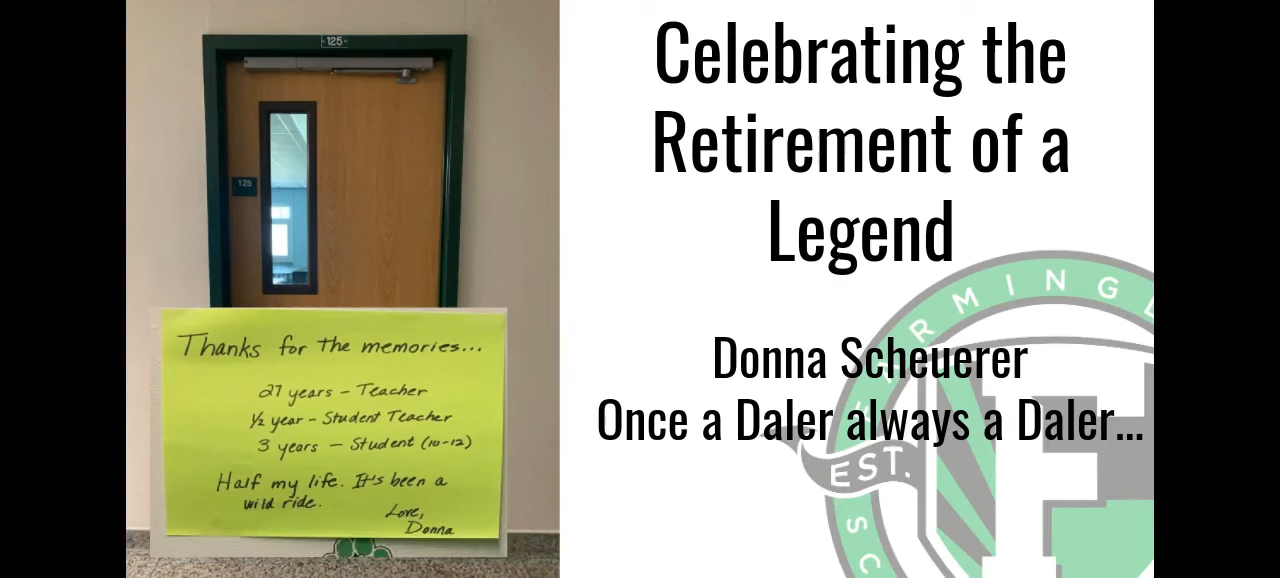 125
125
Thanks for the memories...
27 years – Teacher
½ year – Student Teacher
3 years – Student (10-12)
Half my life. It's been a
wild ride.
Love,
Donna
Celebrating the
Retirement of a
Legend
Donna Scheuerer
Once a Daler always a Daler...
ARMINGD
EST.
SC